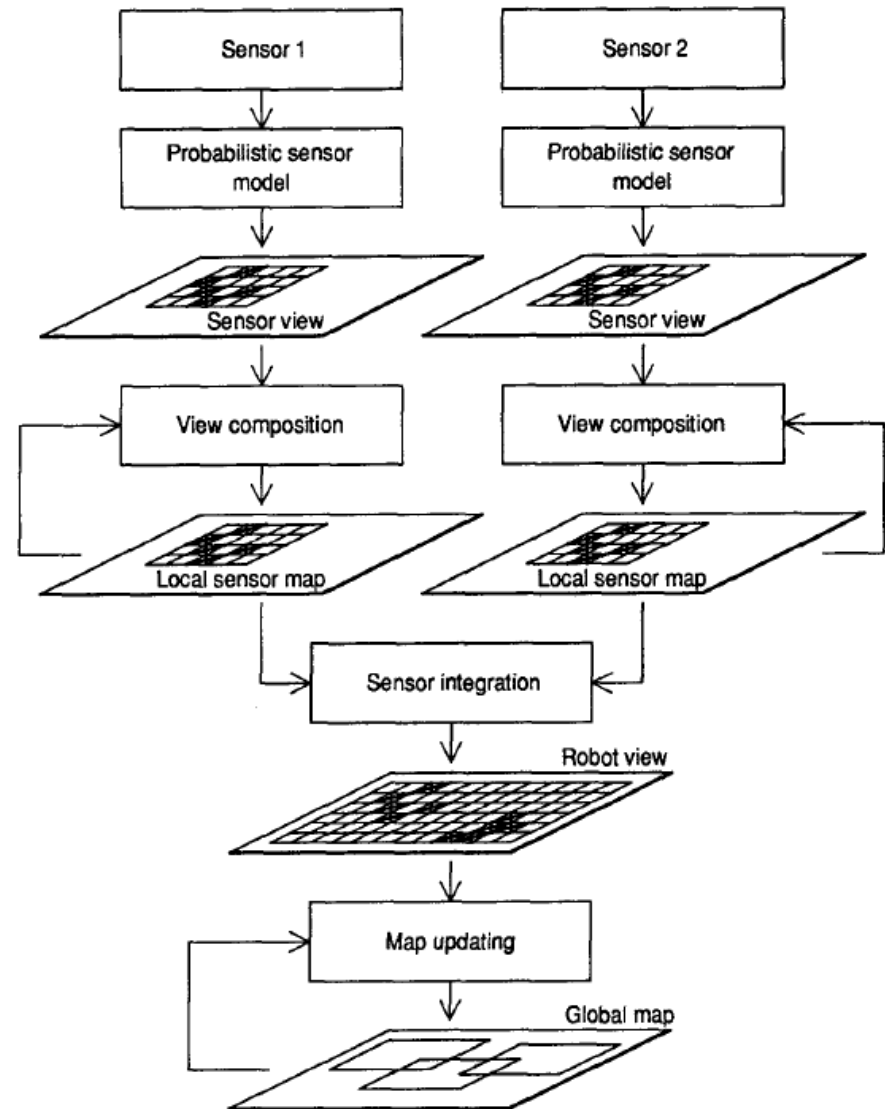 Sensor 1
Sensor 2
Probabilistic sensor
model
Probabilistic sensor
model
Sensor view
Sensor view
View composition
View composition
Local sensor map
Local sensor map
Sensor integration
Robot view
Map updating
Global map